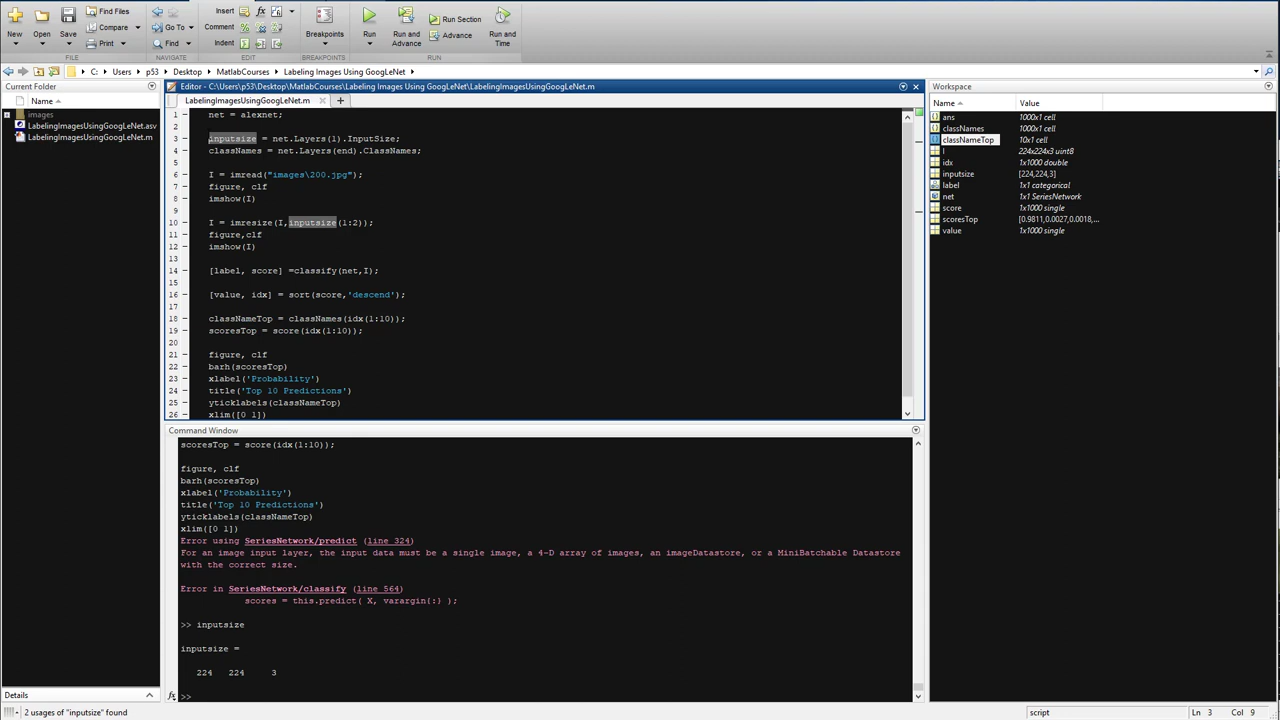 Insert fx
Find Files
Compare
Print
Go To
Find
Comment
Indent
Run Section
Advance
New Open Save Breakpoints Run Run and Advance Run and Time
FILE NAVIGATE EDIT BREAKPOINTS RUN
C: Users p53 Desktop MatlabCourses Labeling Images Using GoogLeNet
Current Folder
Name
images
LabelingImagesUsingGoogLeNet.asv
LabelingImagesUsingGoogLeNet.m
Details
Editor - C:\Users\p53\Desktop\MatlabCourses\Labeling Images Using GoogLeNet\LabelingImagesUsingGoogLeNet.m
LabelingImagesUsingGoogLeNet.m
1 net = alexnet;
2
3 inputsize = net.Layers(1).InputSize;
4 classNames = net.Layers(end).ClassNames;
5
6 I = imread("images\200.jpg");
7 figure, clf
8 imshow(I)
9
10 I = imresize(I,inputsize(1:2));
11 figure,clf
12 imshow(I)
13
14 [label, score] =classify(net,I);
15
16 [value, idx] = sort(score,'descend');
17
18 classNameTop = classNames(idx(1:10));
19 scoresTop = score(idx(1:10));
20
21 figure, clf
22 barh(scoresTop)
23 xlabel('Probability')
24 title('Top 10 Predictions')
25 yticklabels(classNameTop)
26 xlim([0 1])
Command Window
scoresTop = score(idx(1:10));
figure, clf
barh(scoresTop)
xlabel('Probability')
title('Top 10 Predictions')
yticklabels(classNameTop)
xlim([0 1])
Error using SeriesNetwork/predict (line 324)
For an image input layer, the input data must be a single image, a 4-D array of images, an imageDatastore, or a MiniBatchable Datastore
with the correct size.
Error in SeriesNetwork/classify (line 564)
scores = this.predict( X, varargin{:} );
>> inputsize
inputsize =
224 224 3
fx >>
Workspace
Name Value
ans 1000x1 cell
classNames 1000x1 cell
classNameTop 10x1 cell
I 224x224x3 uint8
idx 1x1000 double
inputsize [224,224,3]
label 1x1 categorical
net 1x1 SeriesNetwork
score 1x1000 single
scoresTop [0.9811,0.0027,0.0018,...
value 1x1000 single
2 usages of "inputsize" found
script Ln 3 Col 9